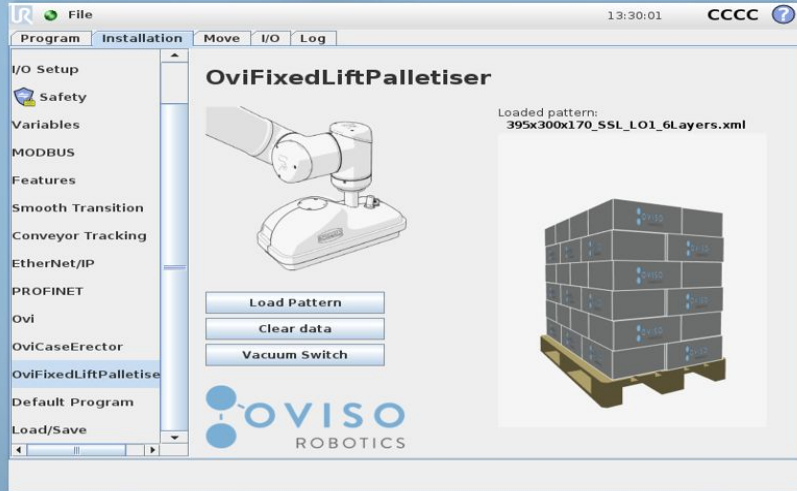 File
13:30:01
CCCC
?
Program
Installation
Move
I/O
Log
I/O Setup
Safety
Variables
MODBUS
Features
Smooth Transition
Conveyor Tracking
EtherNet/IP
PROFINET
Ovi
OviCaseErector
OviFixedLiftPalletise
Default Program
Load/Save
OviFixedLiftPalletiser
Load Pattern
Clear data
Vacuum Switch
OVISO
ROBOTICS
Loaded pattern:
395x300x170_SSL_LO1_6Layers.xml
OVISO
OVISO